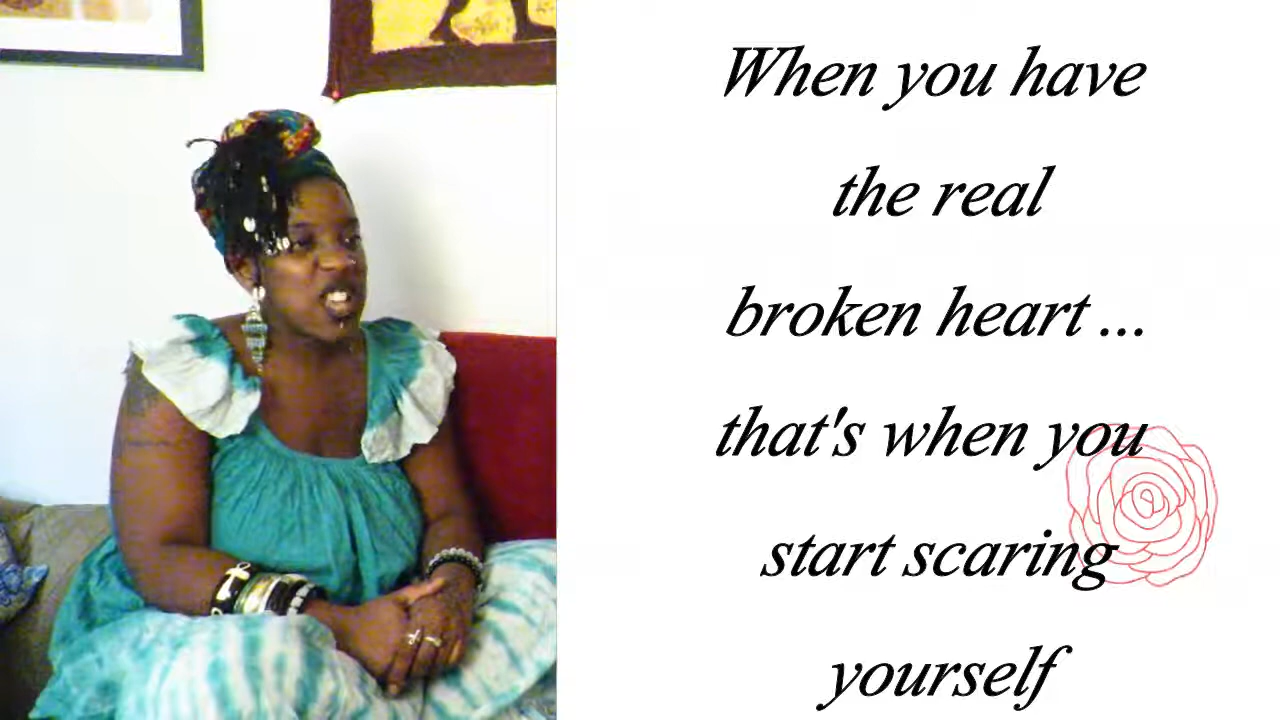 When you have
the real
broken heart ...
that's when you
start scaring
yourself